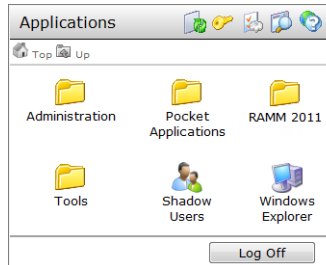 Applications
Top Up
Administration
Pocket
Applications
RAMM 2011
Tools
Shadow
Users
Windows
Explorer
Log Off